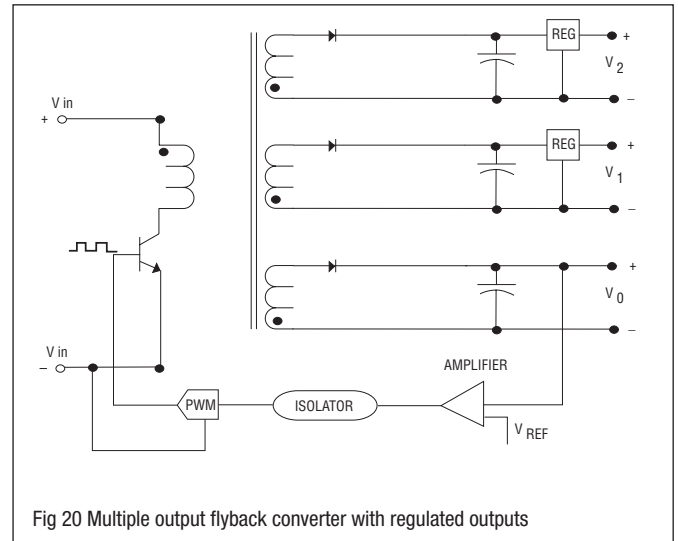 REG
+
V 2
–
V in
+
REG
+
V 1
–
+
V 0
V in
–
–
AMPLIFIER
PWM
ISOLATOR
V REF
Fig 20 Multiple output flyback converter with regulated outputs